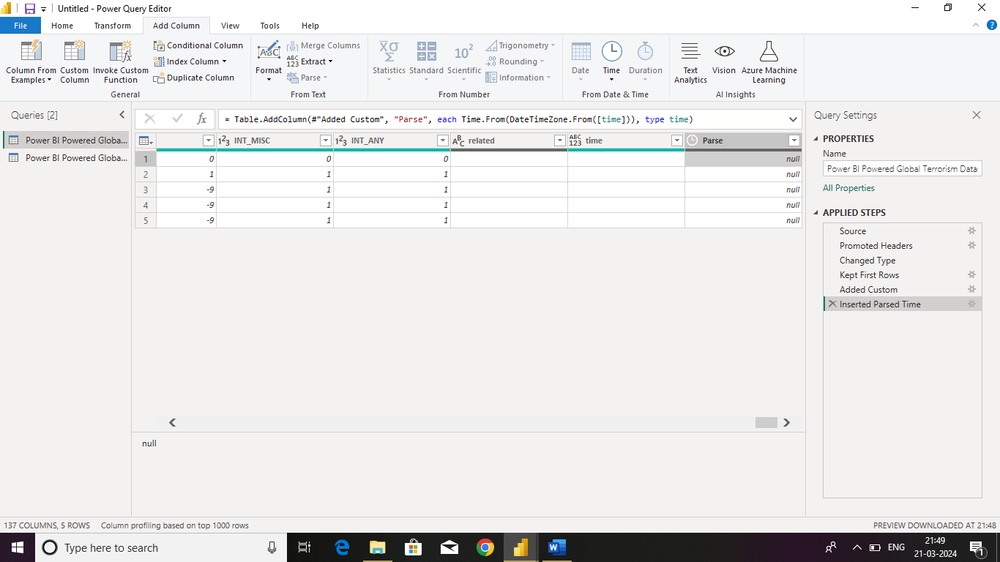 Untitled - Power Query Editor
File Home Transform Add Column View Tools Help
Column From Examples
Custom Column
Invoke Custom Function
Conditional Column
Index Column
Duplicate Column
General
Format
Merge Columns
Extract
Parse
From Text
Statistics
Standard
Scientific
Trigonometry
Rounding
Information
From Number
Date
Time
Duration
From Date & Time
Text Analytics
Vision
Azure Machine Learning
AI Insights
Queries [2]
Power BI Powered Globa...
Power BI Powered Globa...
= Table.AddColumn(#"Added Custom", "Parse", each Time.From(DateTimeZone.From([time])), type time)
INT_MISC INT_ANY related time Parse
1 0 0 0 null
2 1 1 1 null
3 -9 1 1 null
4 -9 1 1 null
5 -9 1 1 null
null
Query Settings
PROPERTIES
Name
Power BI Powered Global Terrorism Data
All Properties
APPLIED STEPS
Source
Promoted Headers
Changed Type
Kept First Rows
Added Custom
Inserted Parsed Time
137 COLUMNS, 5 ROWS Column profiling based on top 1000 rows
PREVIEW DOWNLOADED AT 21:48
Type here to search
ENG
21:49
21-03-2024
1